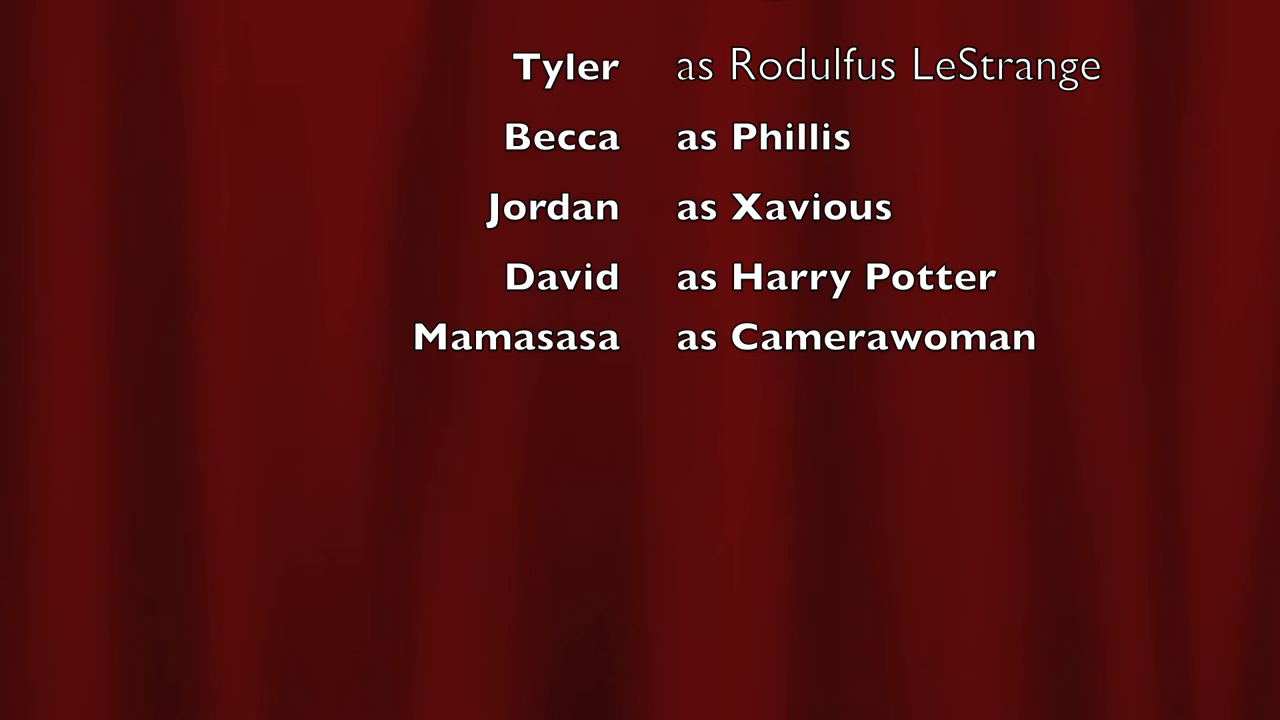 Tyler as Rodulfus LeStrange
Becca as Phillis
Jordan as Xavious
David as Harry Potter
Mamasasa as Camerawoman